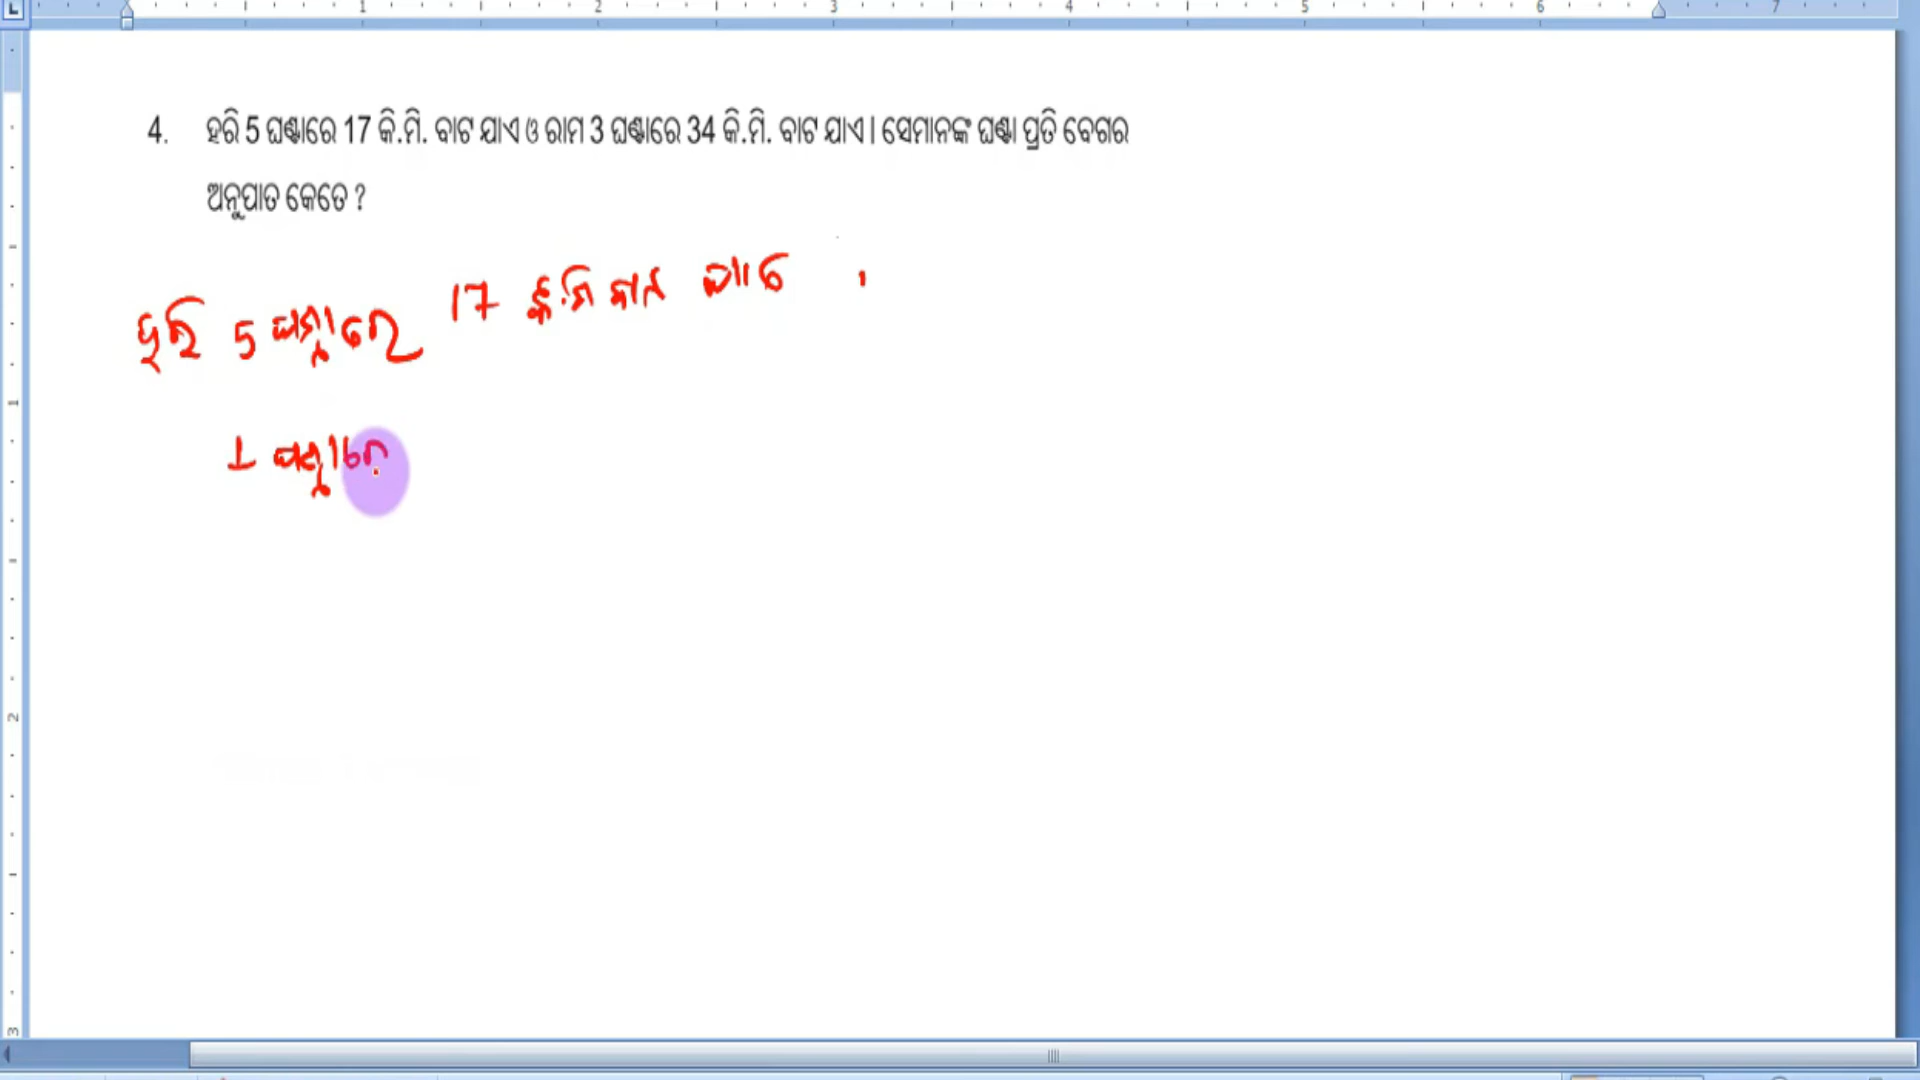 4. ହରି 5 ଘଣ୍ଟାରେ 17 କି.ମି. ବାଟ ଯାଏ ଓ ରାମ 3 ଘଣ୍ଟାରେ 34 କି.ମି. ବାଟ ଯାଏ । ସେମାନଙ୍କ ଘଣ୍ଟା ପ୍ରତି ବେଗର
ଅନୁପାତ କେତେ ?
ହରି 5 ଘଣ୍ଟାରେ 17 କି.ମି ବାଟ ଯାଏ ।
1 ଘଣ୍ଟାରେ